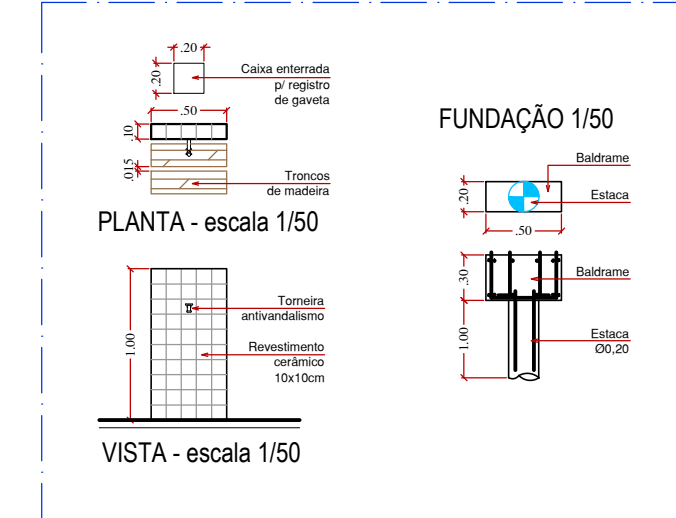 .20
.20
Caixa enterrada
p/ registro
de gaveta
.50
.10
.015
Troncos
de madeira
PLANTA - escala 1/50
1.00
Torneira
antivandalismo
Revestimento
cerâmico
10x10cm
VISTA - escala 1/50
FUNDAÇÃO 1/50
Baldrame
.20
Estaca
.50
.30
Baldrame
1.00
Estaca
Ø0,20